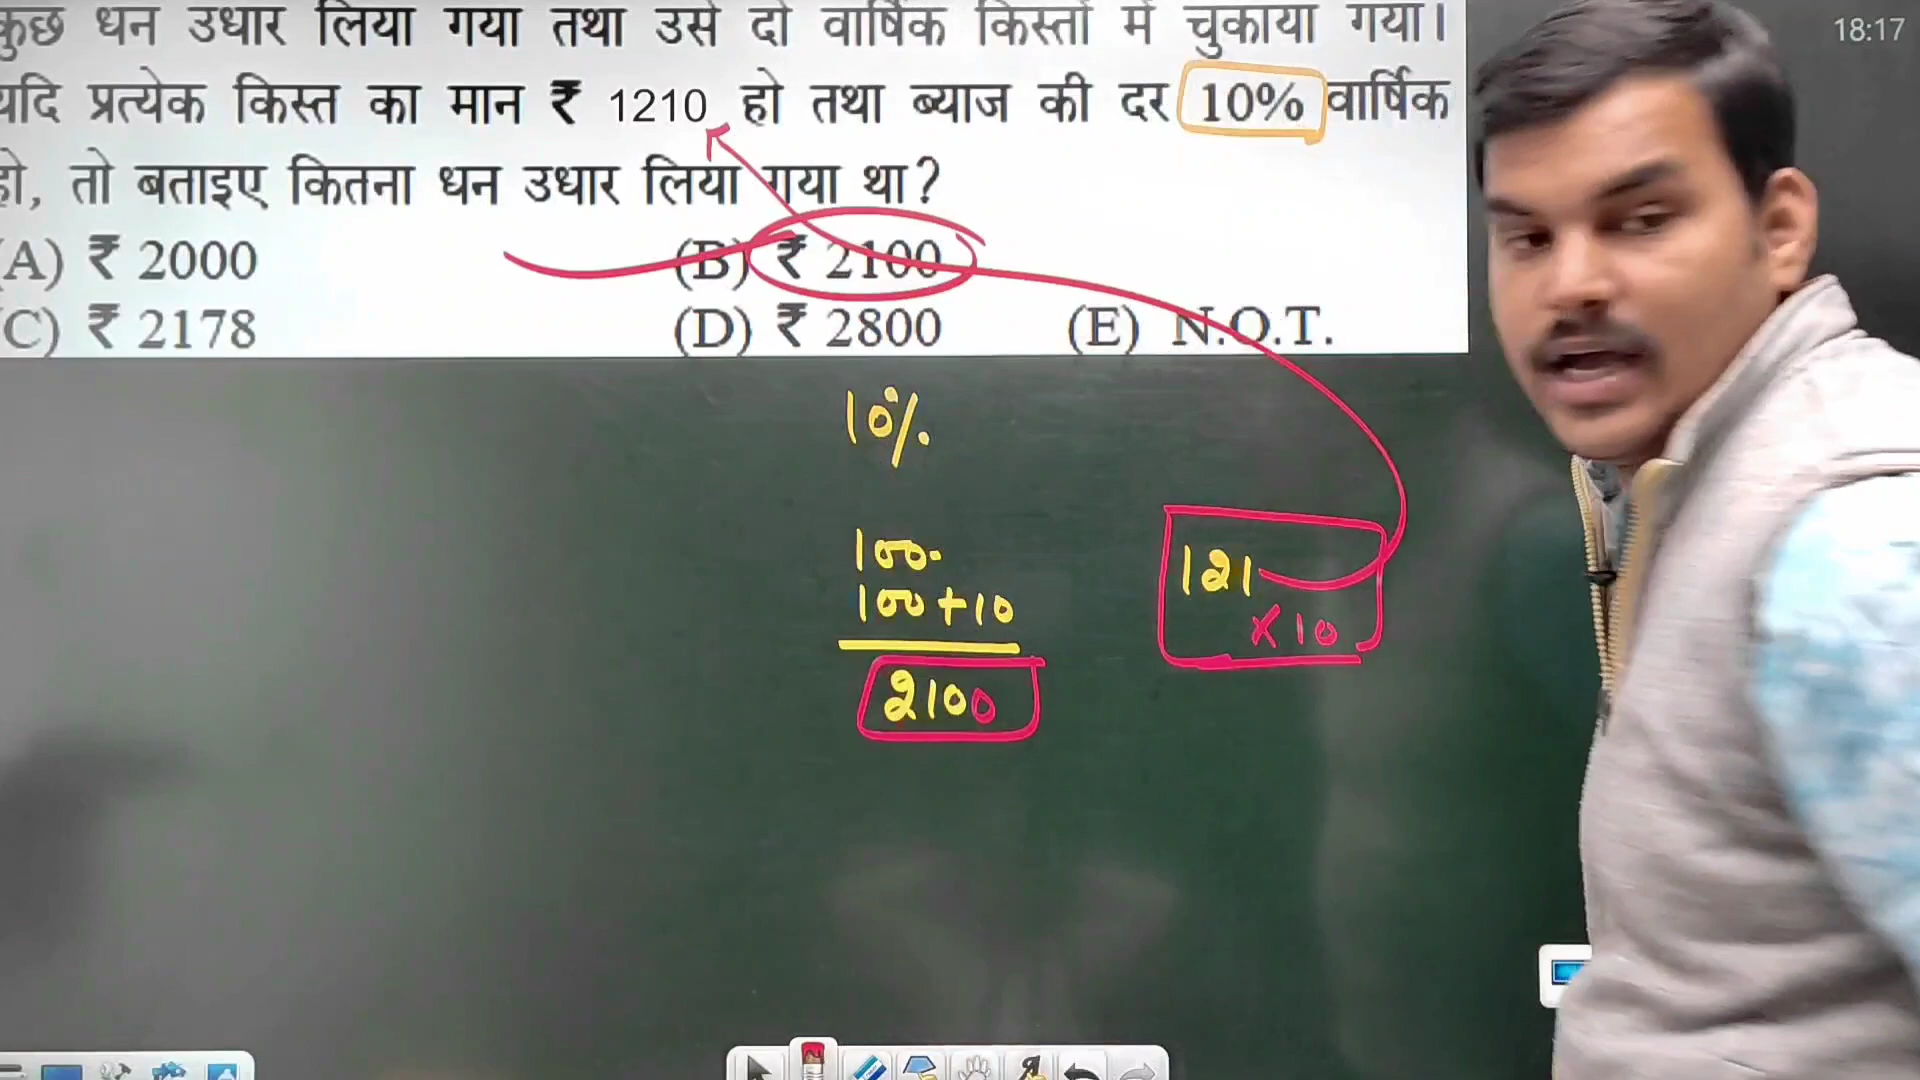 कुछ धन उधार लिया गया तथा उसे दो वार्षिक किस्तों में चुकाया गया।
18:17
यदि प्रत्येक किस्त का मान ₹ 1210 हो तथा ब्याज की दर 10% वार्षिक
हो, तो बताइए कितना धन उधार लिया गया था?
(A) ₹ 2000 (B) ₹ 2100
(C) ₹ 2178 (D) ₹ 2800 (E) N.O.T.
10%
100
100+10
2100
121
×10